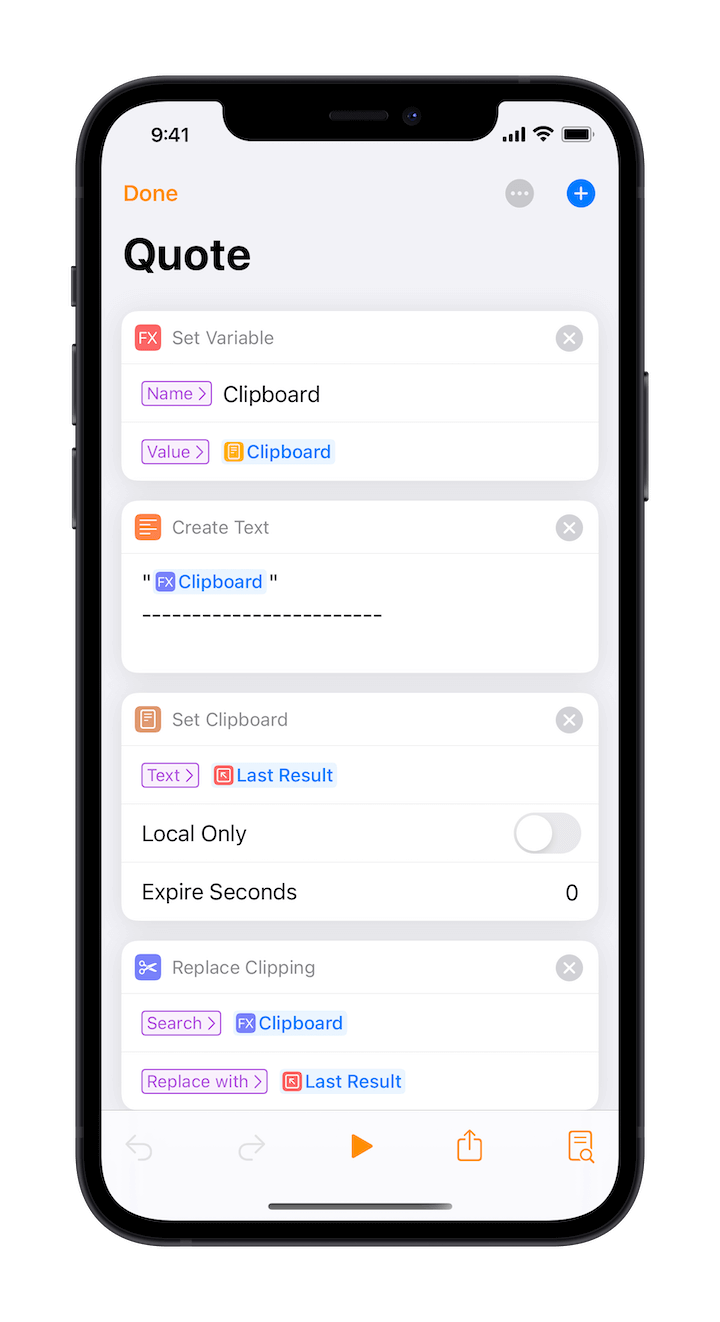 9:41
Done
Quote
FX Set Variable
Name > Clipboard
Value > Clipboard
Create Text
" FX Clipboard "
------------------------
Set Clipboard
Text > Last Result
Local Only
Expire Seconds 0
Replace Clipping
Search > FX Clipboard
Replace with > Last Result